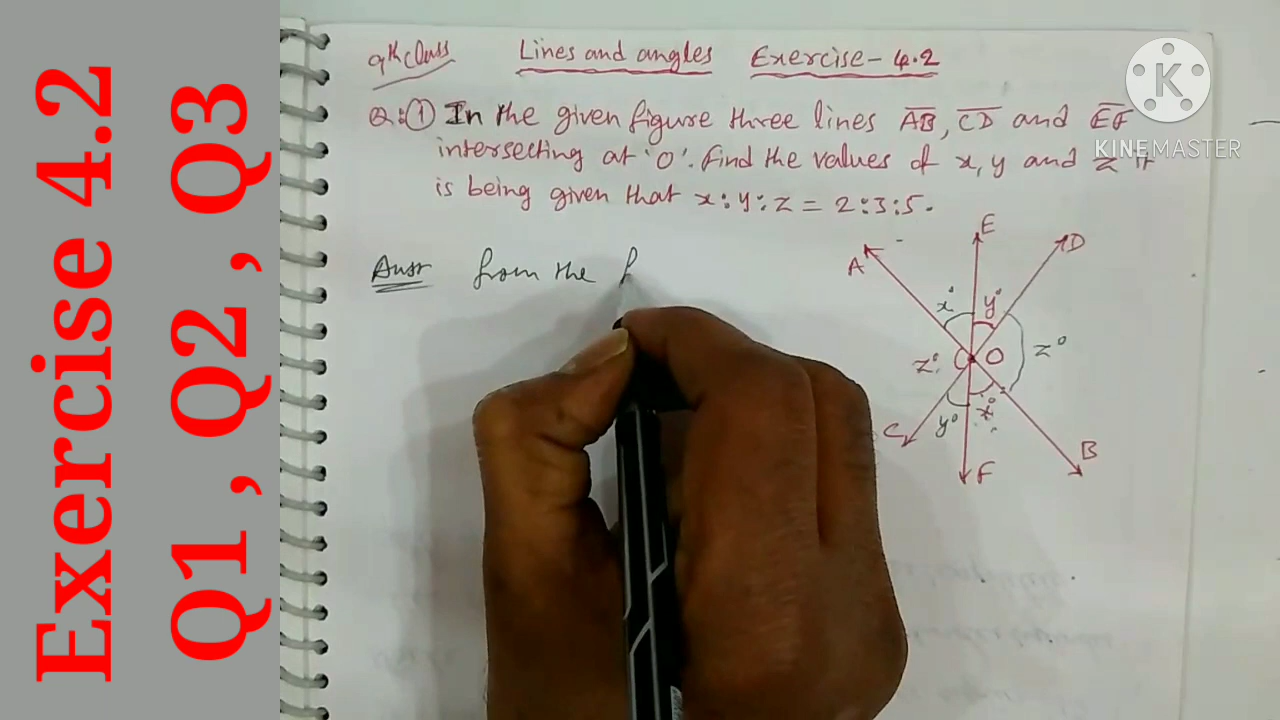 Exercise 4.2
Q1, Q2, Q3
9th class Lines and angles Exercise-4.2
Q:① In the given figure three lines AB, CD and EF
intersecting at 'O'. Find the values of x, y and z it
is being given that x:y:z = 2:3:5.
Ans from the f
A
E
D
x°
y°
z°
O
z°
x°
y°
C
F
B
K
KINEMASTER